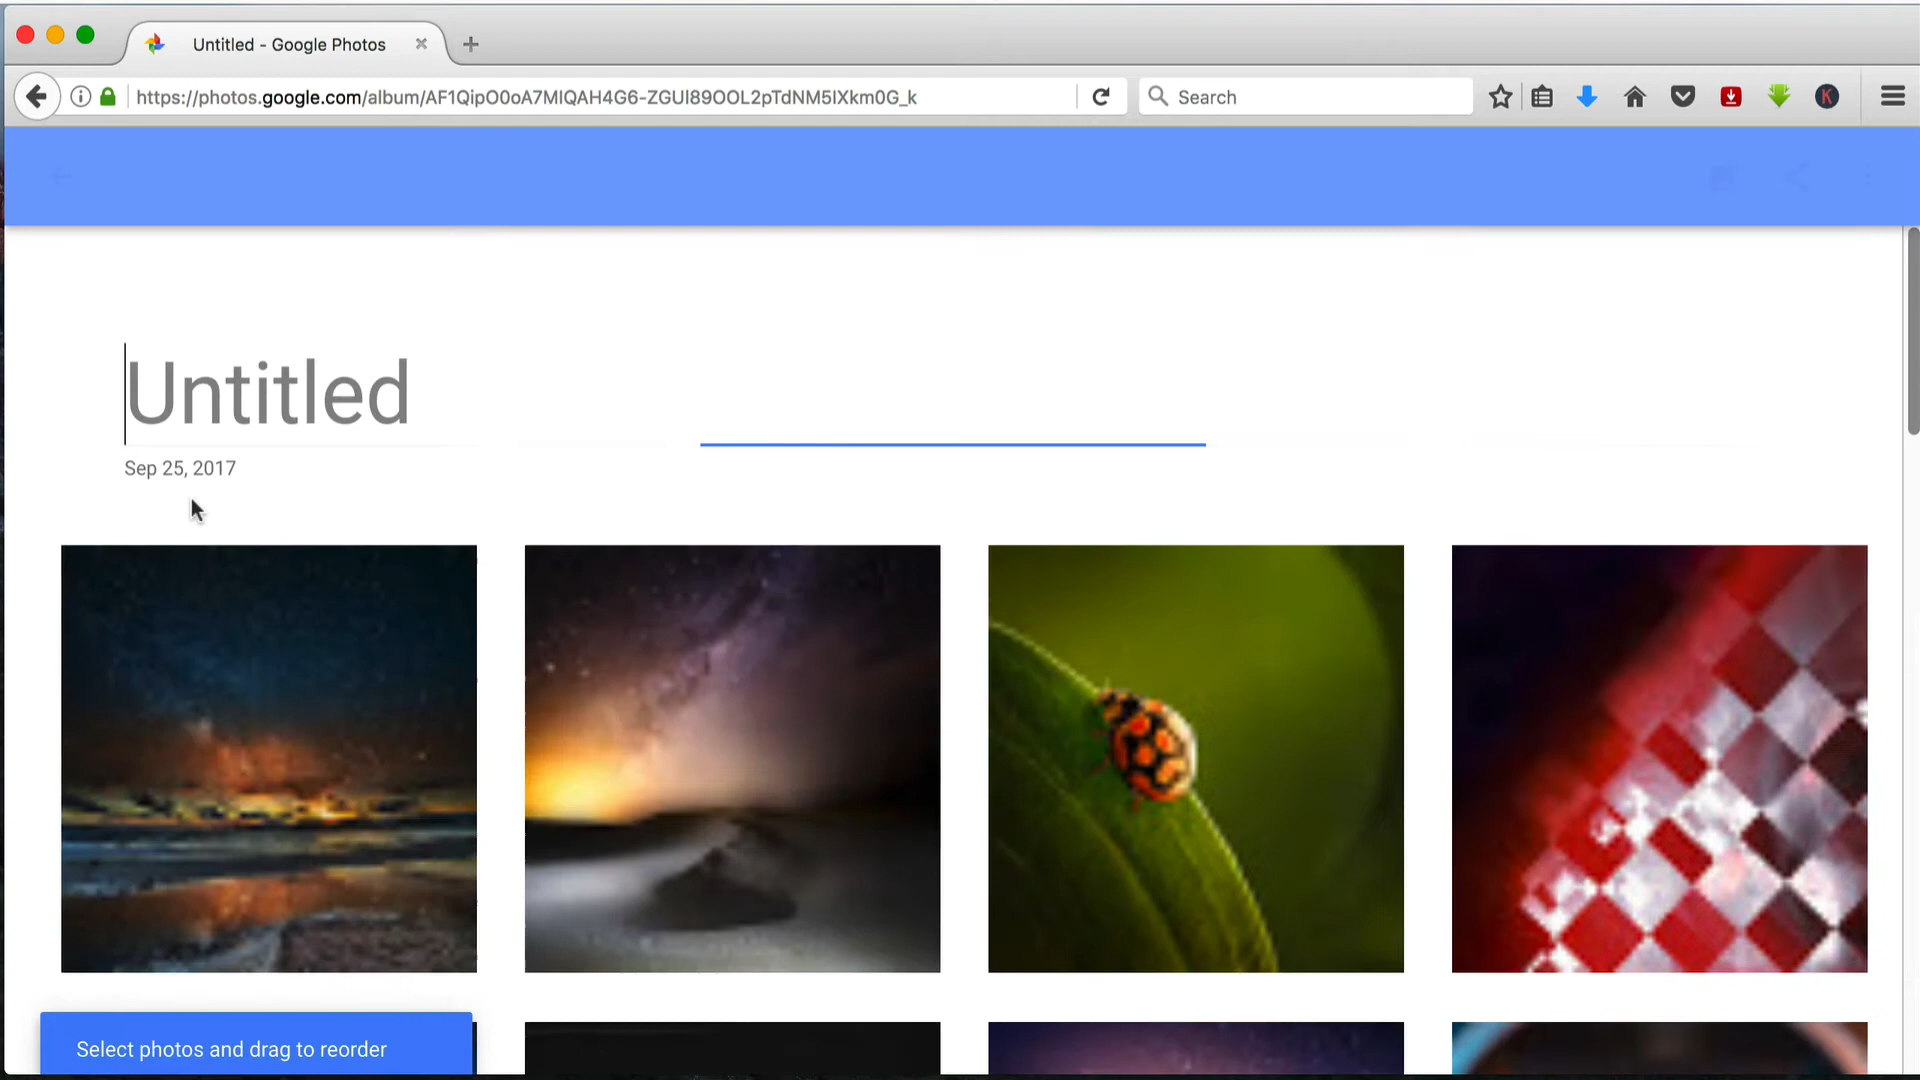 Untitled - Google Photos
https://photos.google.com/album/AF1QipO0oA7MIQAH4G6-ZGUl89OOL2pTdNM5IXkm0G_k
Search
Untitled
Sep 25, 2017
Select photos and drag to reorder